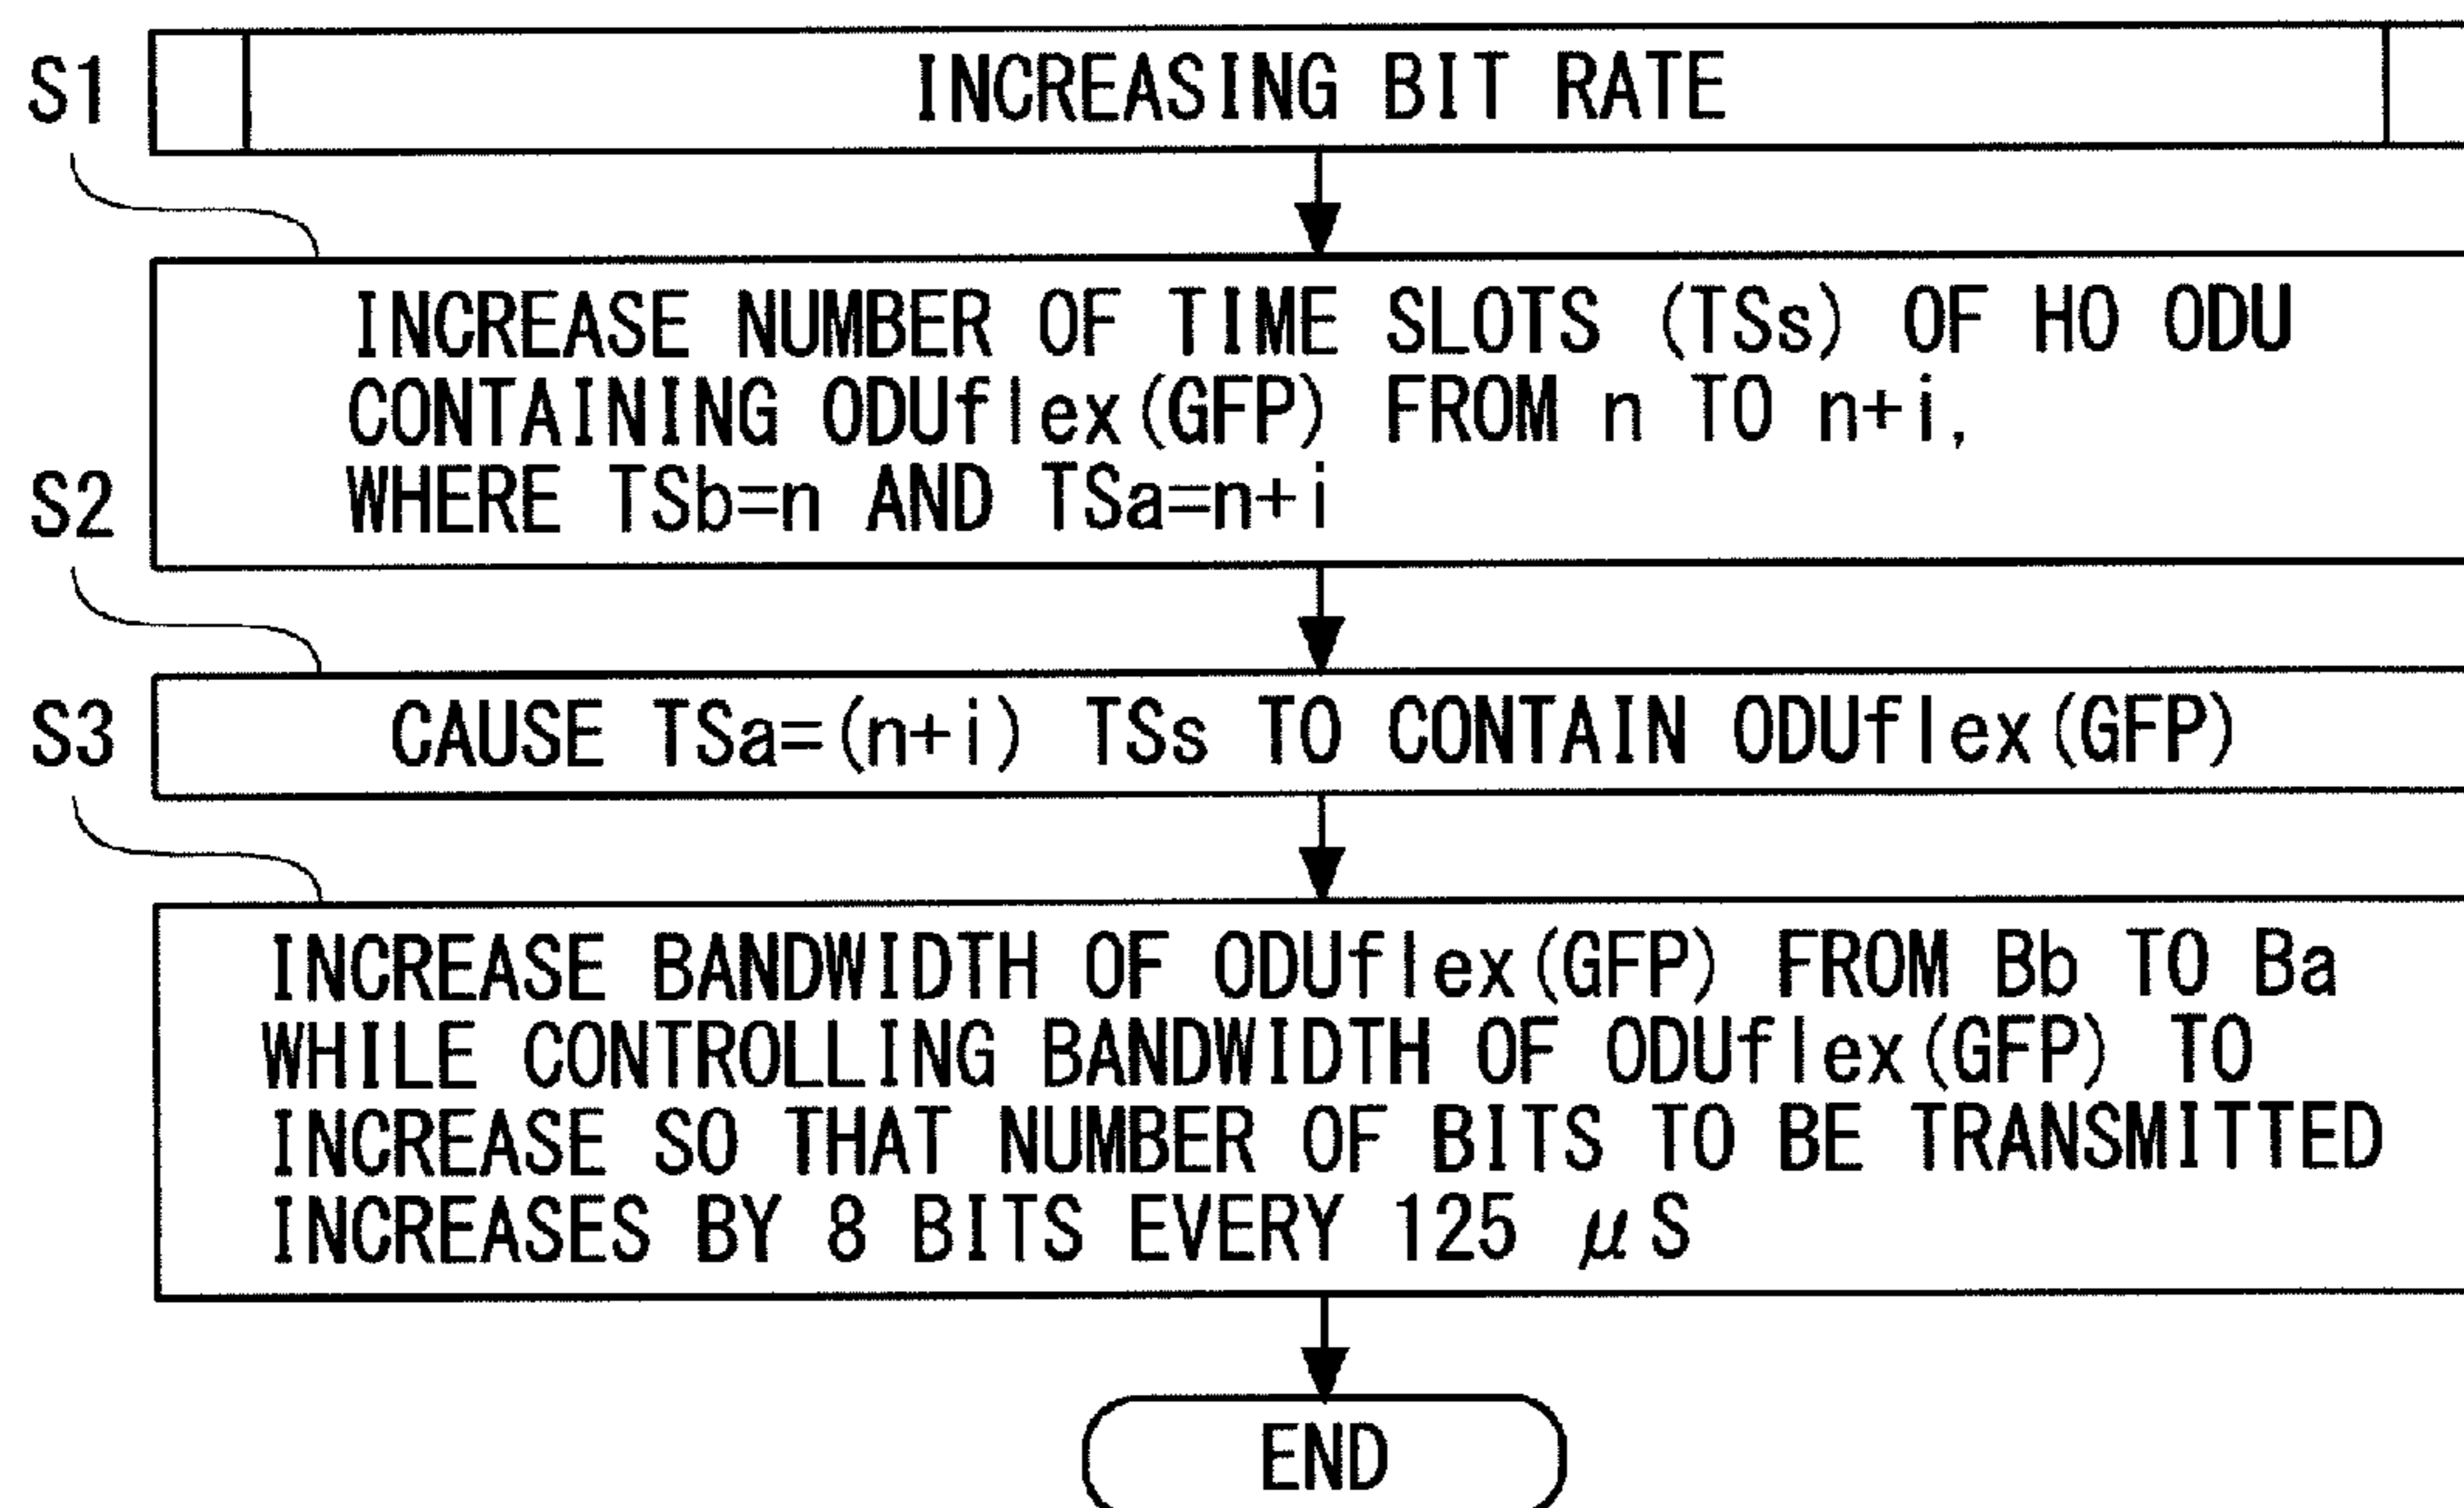 S1
INCREASING BIT RATE
INCREASE NUMBER OF TIME SLOTS (TSs) OF HO ODU
CONTAINING ODUflex(GFP) FROM n TO n+i,
WHERE TSb=n AND TSa=n+i
S2
S3
CAUSE TSa=(n+i) TSs TO CONTAIN ODUflex(GFP)
INCREASE BANDWIDTH OF ODUflex(GFP) FROM Bb TO Ba
WHILE CONTROLLING BANDWIDTH OF ODUflex(GFP) TO
INCREASE SO THAT NUMBER OF BITS TO BE TRANSMITTED
INCREASES BY 8 BITS EVERY 125 μS
END